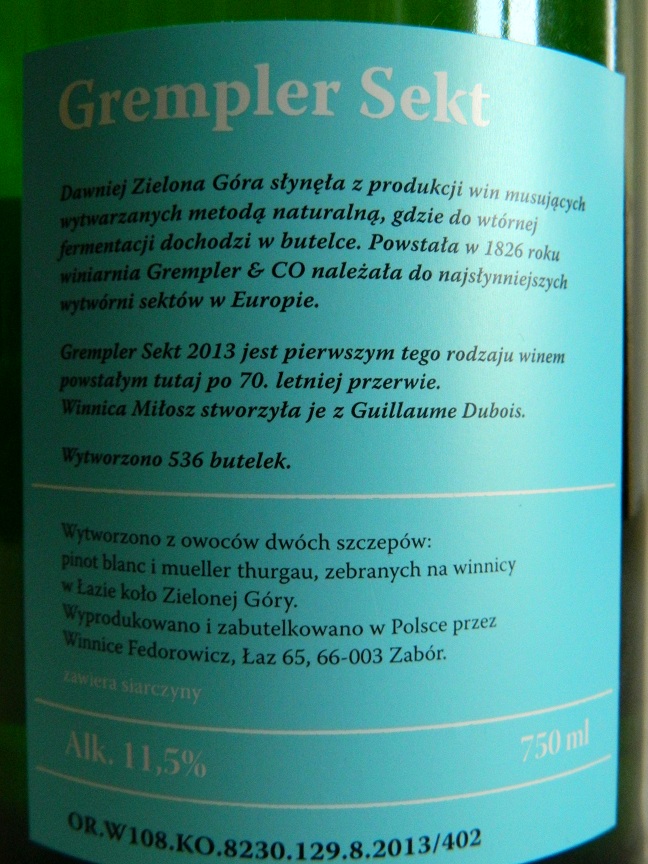 Grempler Sekt
Dawniej Zielona Góra słynęła z produkcji win musujących
wytwarzanych metodą naturalną, gdzie do wtórnej
fermentacji dochodzi w butelce. Powstała w 1826 roku
winiarnia Grempler & CO należała do najsłynniejszych
wytwórni sektów w Europie.
Grempler Sekt 2013 jest pierwszym tego rodzaju winem
powstałym tutaj po 70. letniej przerwie.
Winnica Miłosz stworzyła je z Guillaume Dubois.
Wytworzono 536 butelek.
Wytworzono z owoców dwóch szczepów:
pinot blanc i mueller thurgau, zebranych na winnicy
w Łazie koło Zielonej Góry.
Wyprodukowano i zabutelkowano w Polsce przez
Winnice Fedorowicz, Łaz 65, 66-003 Zabór.
zawiera siarczyny
Alk. 11,5% 750 ml
OR.W108.KO.8230.129.8.2013/402